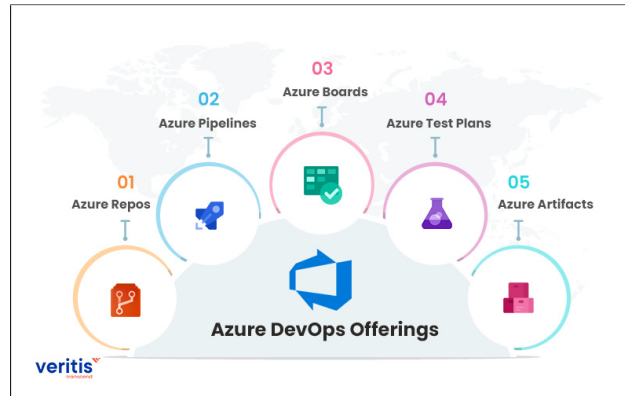 03
Azure Boards
02
Azure Pipelines
04
Azure Test Plans
01
Azure Repos
05
Azure Artifacts
Azure DevOps Offerings
veritis
transcend